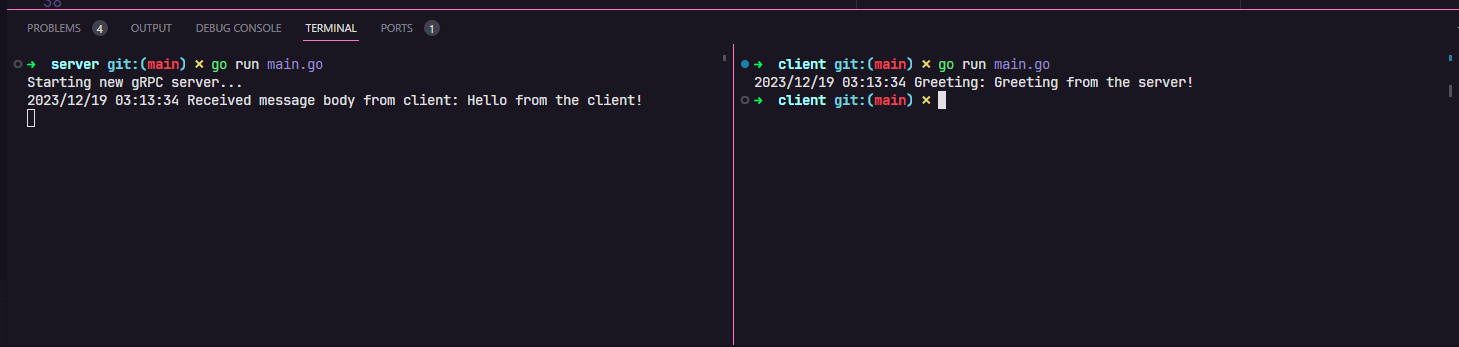 38
PROBLEMS 4 OUTPUT DEBUG CONSOLE TERMINAL PORTS 1
➜ server git:(main) × go run main.go
Starting new gRPC server...
2023/12/19 03:13:34 Received message body from client: Hello from the client!
➜ client git:(main) × go run main.go
2023/12/19 03:13:34 Greeting: Greeting from the server!
➜ client git:(main) ×